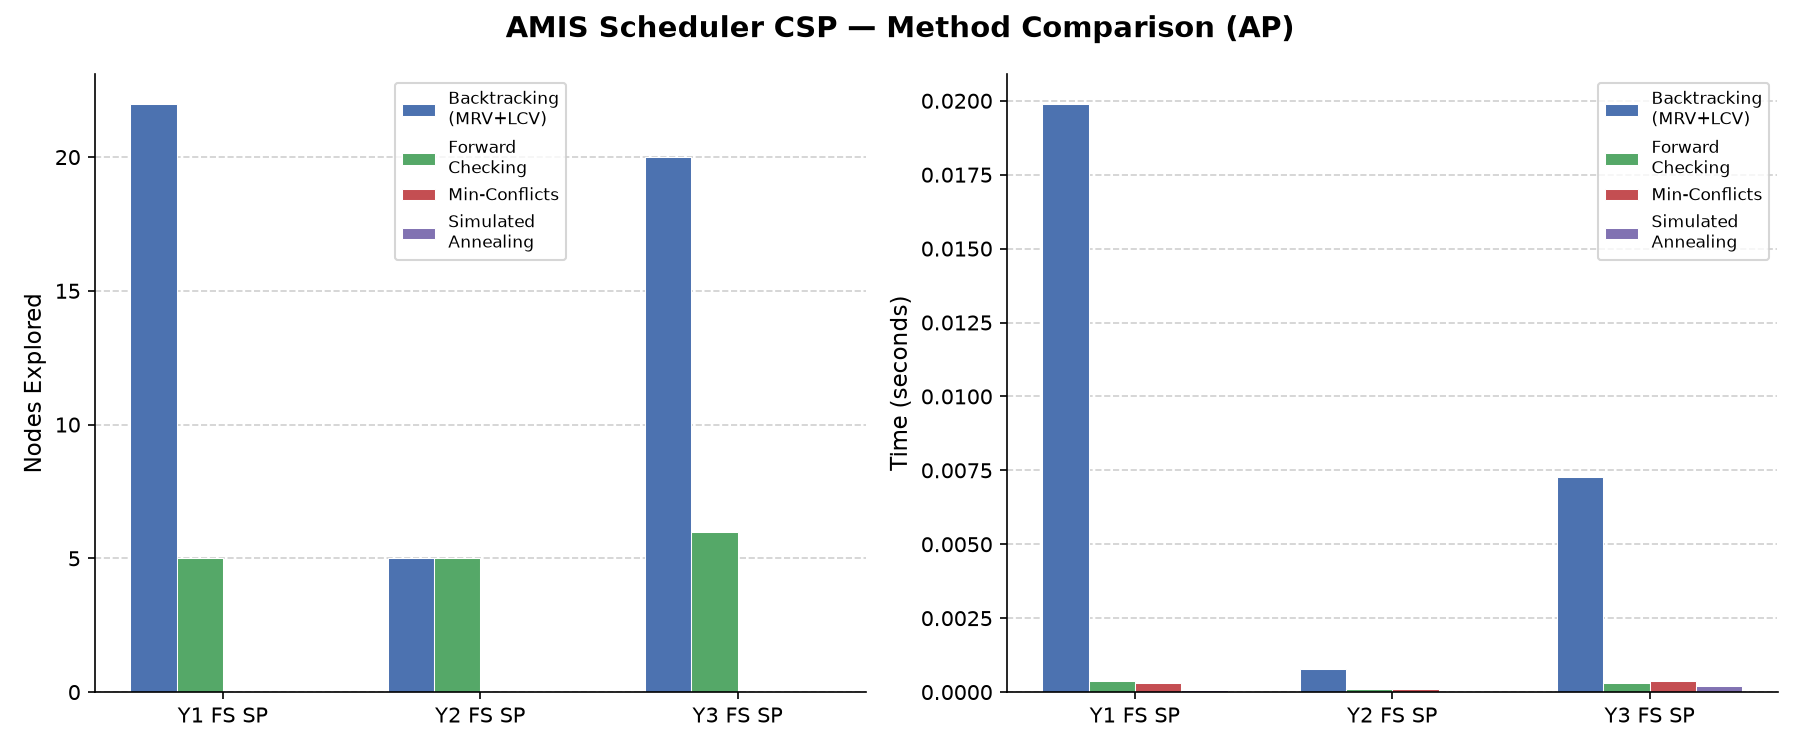 AMIS Scheduler CSP — Method Comparison (AP)
Nodes Explored
20
15
10
5
0
Backtracking
(MRV+LCV)
Forward
Checking
Min-Conflicts
Simulated
Annealing
Y1 FS SP
Y2 FS SP
Y3 FS SP
Time (seconds)
0.0200
0.0175
0.0150
0.0125
0.0100
0.0075
0.0050
0.0025
0.0000
Backtracking
(MRV+LCV)
Forward
Checking
Min-Conflicts
Simulated
Annealing
Y1 FS SP
Y2 FS SP
Y3 FS SP